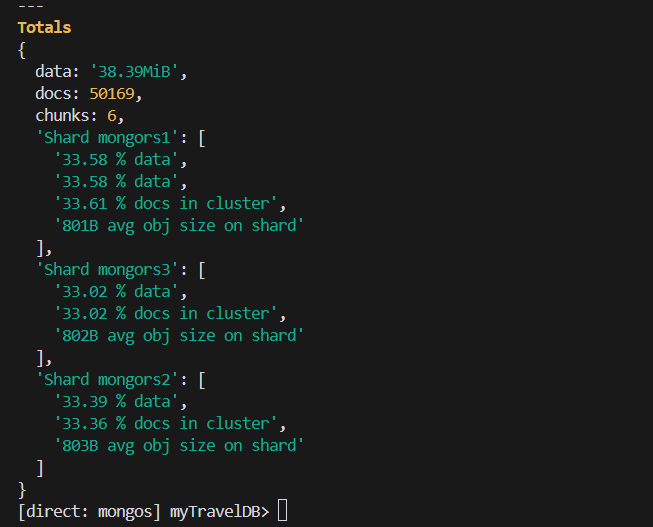 ---
Totals
{
  data: '38.39MiB',
  docs: 50169,
  chunks: 6,
  'Shard mongors1': [
    '33.58 % data',
    '33.58 % data',
    '33.61 % docs in cluster',
    '801B avg obj size on shard'
  ],
  'Shard mongors3': [
    '33.02 % data',
    '33.02 % docs in cluster',
    '802B avg obj size on shard'
  ],
  'Shard mongors2': [
    '33.39 % data',
    '33.36 % docs in cluster',
    '803B avg obj size on shard'
  ]
}
[direct: mongos] myTravelDB>